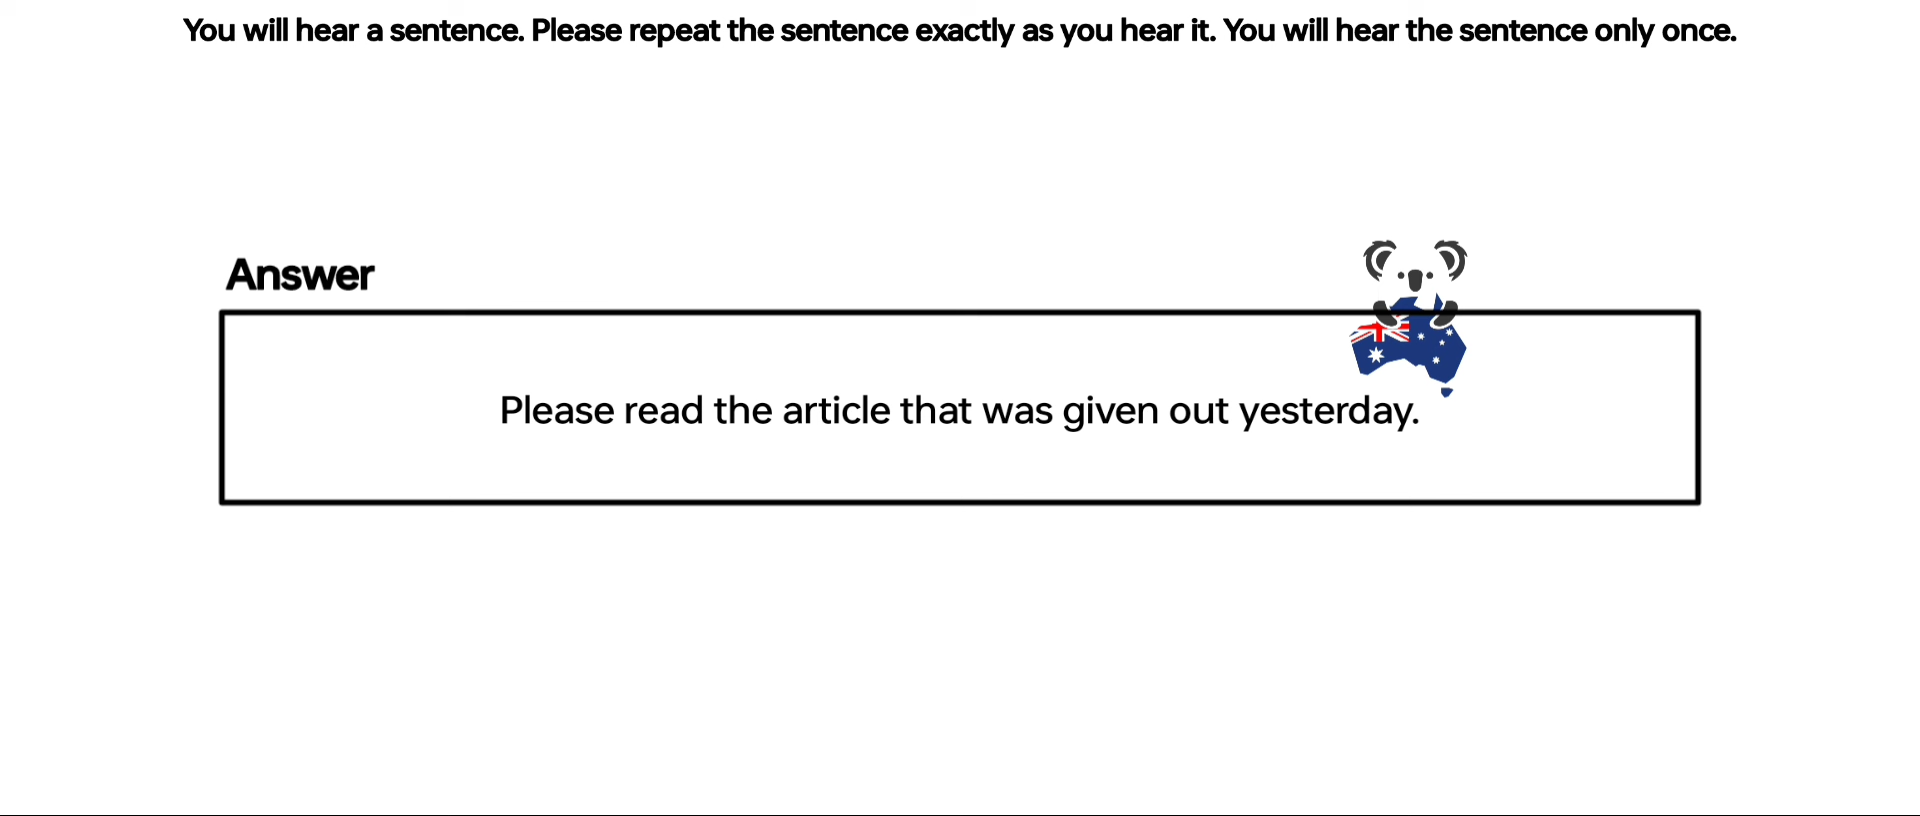 You will hear a sentence. Please repeat the sentence exactly as you hear it. You will hear the sentence only once.
Answer
Please read the article that was given out yesterday.